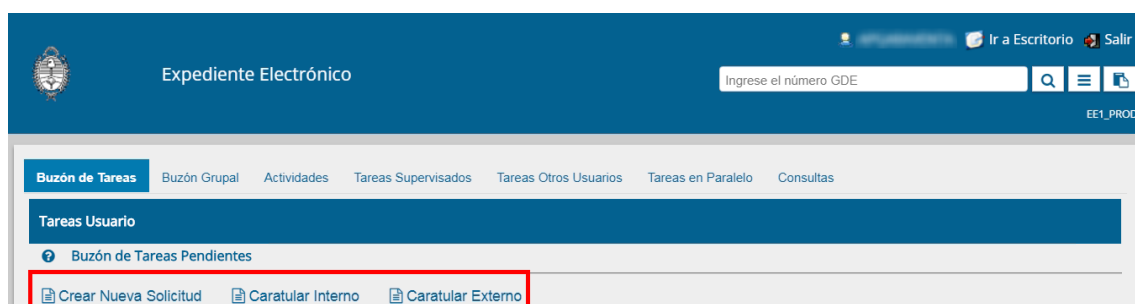 Ir a Escritorio Salir
Expediente Electrónico
Ingrese el número GDE
EE1_PROD
Buzón de Tareas Buzón Grupal Actividades Tareas Supervisados Tareas Otros Usuarios Tareas en Paralelo Consultas
Tareas Usuario
Buzón de Tareas Pendientes
Crear Nueva Solicitud Caratular Interno Caratular Externo